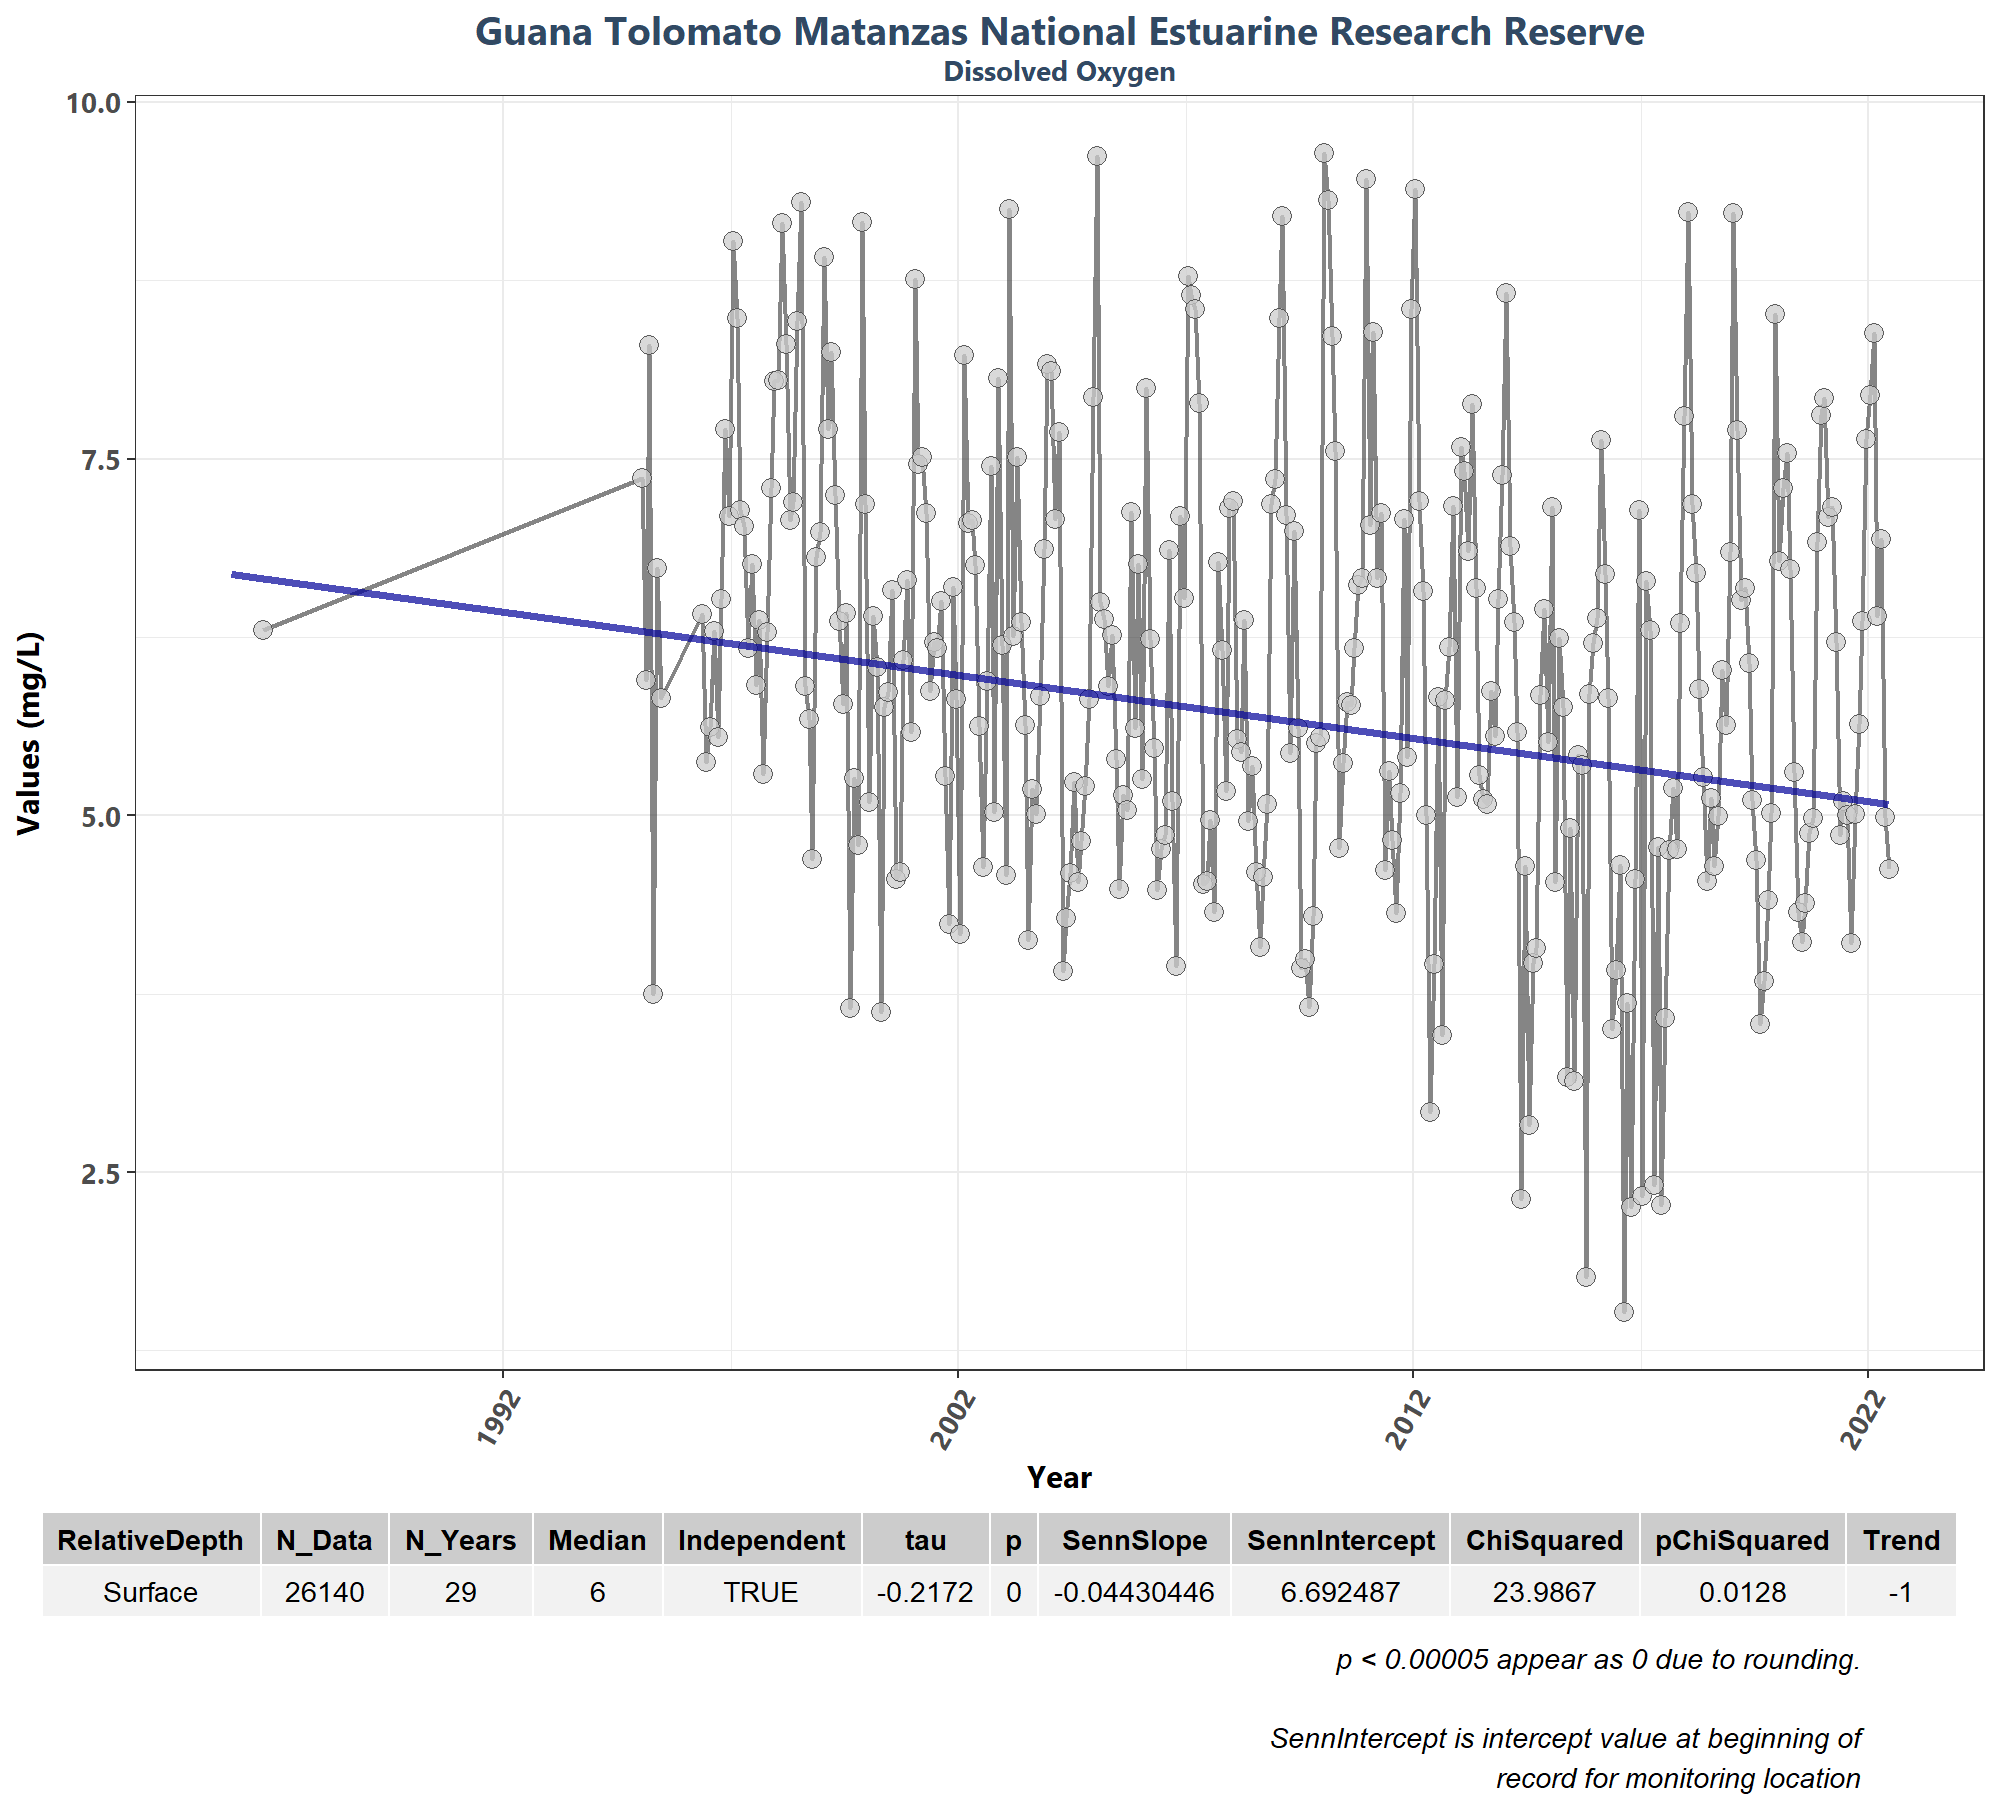 Guana Tolomato Matanzas National Estuarine Research Reserve
Dissolved Oxygen
10.0
7.5
5.0
2.5
Values (mg/L)
1992
2002
2012
2022
Year
RelativeDepth N_Data N_Years Median Independent tau p SennSlope SennIntercept ChiSquared pChiSquared Trend
Surface 26140 29 6 TRUE -0.2172 0 -0.04430446 6.692487 23.9867 0.0128 -1
p < 0.00005 appear as 0 due to rounding.
SennIntercept is intercept value at beginning of
record for monitoring location